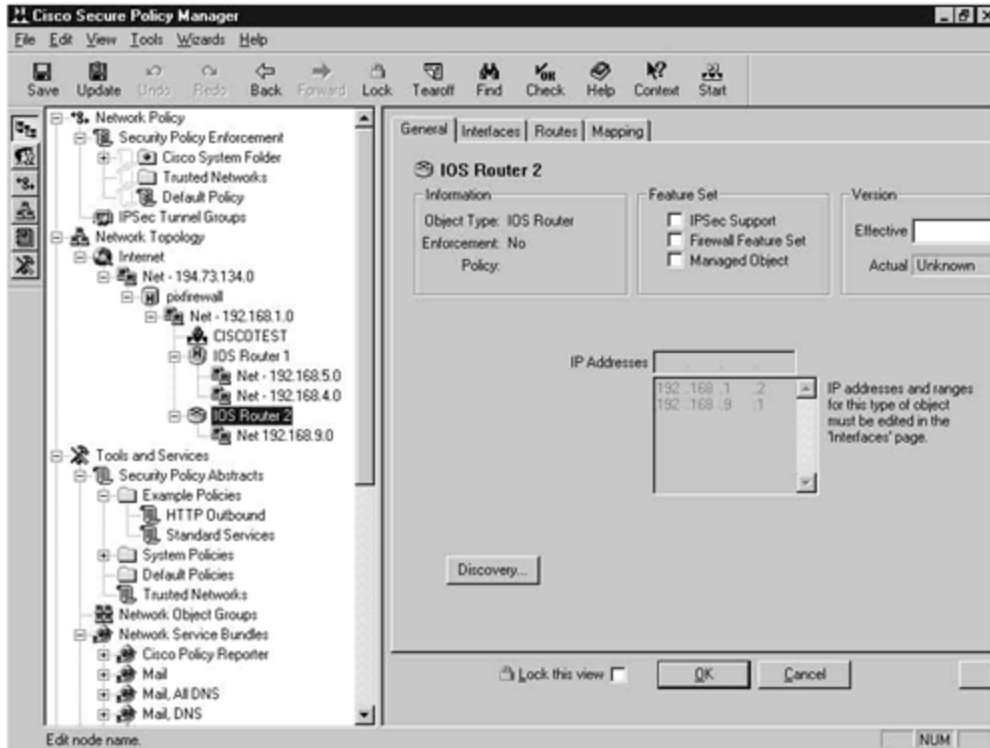 Cisco Secure Policy Manager
File Edit View Tools Wizards Help
Save Update Undo Redo Back Forward Lock Tearoff Find Check Help Context Start
Network Policy
Security Policy Enforcement
Cisco System Folder
Trusted Networks
Default Policy
IPSec Tunnel Groups
Network Topology
Internet
Net - 194.73.134.0
pixfirewall
Net - 192.168.1.0
CISCOTEST
IOS Router 1
Net - 192.168.5.0
Net - 192.168.4.0
IOS Router 2
Net 192.168.9.0
Tools and Services
Security Policy Abstracts
Example Policies
HTTP Outbound
Standard Services
System Policies
Default Policies
Trusted Networks
Network Object Groups
Network Service Bundles
Cisco Policy Reporter
Mail
Mail, All DNS
Mail, DNS
General Interfaces Routes Mapping
IOS Router 2
Information
Object Type: IOS Router
Enforcement: No
Policy:
Feature Set
IPSec Support
Firewall Feature Set
Managed Object
Version
Effective
Actual Unknown
IP Addresses
192 .168 .1 .2
192 .168 .9 .1
IP addresses and ranges
for this type of object
must be edited in the
'Interfaces' page.
Discovery...
Lock this view OK Cancel
Edit node name. NUM